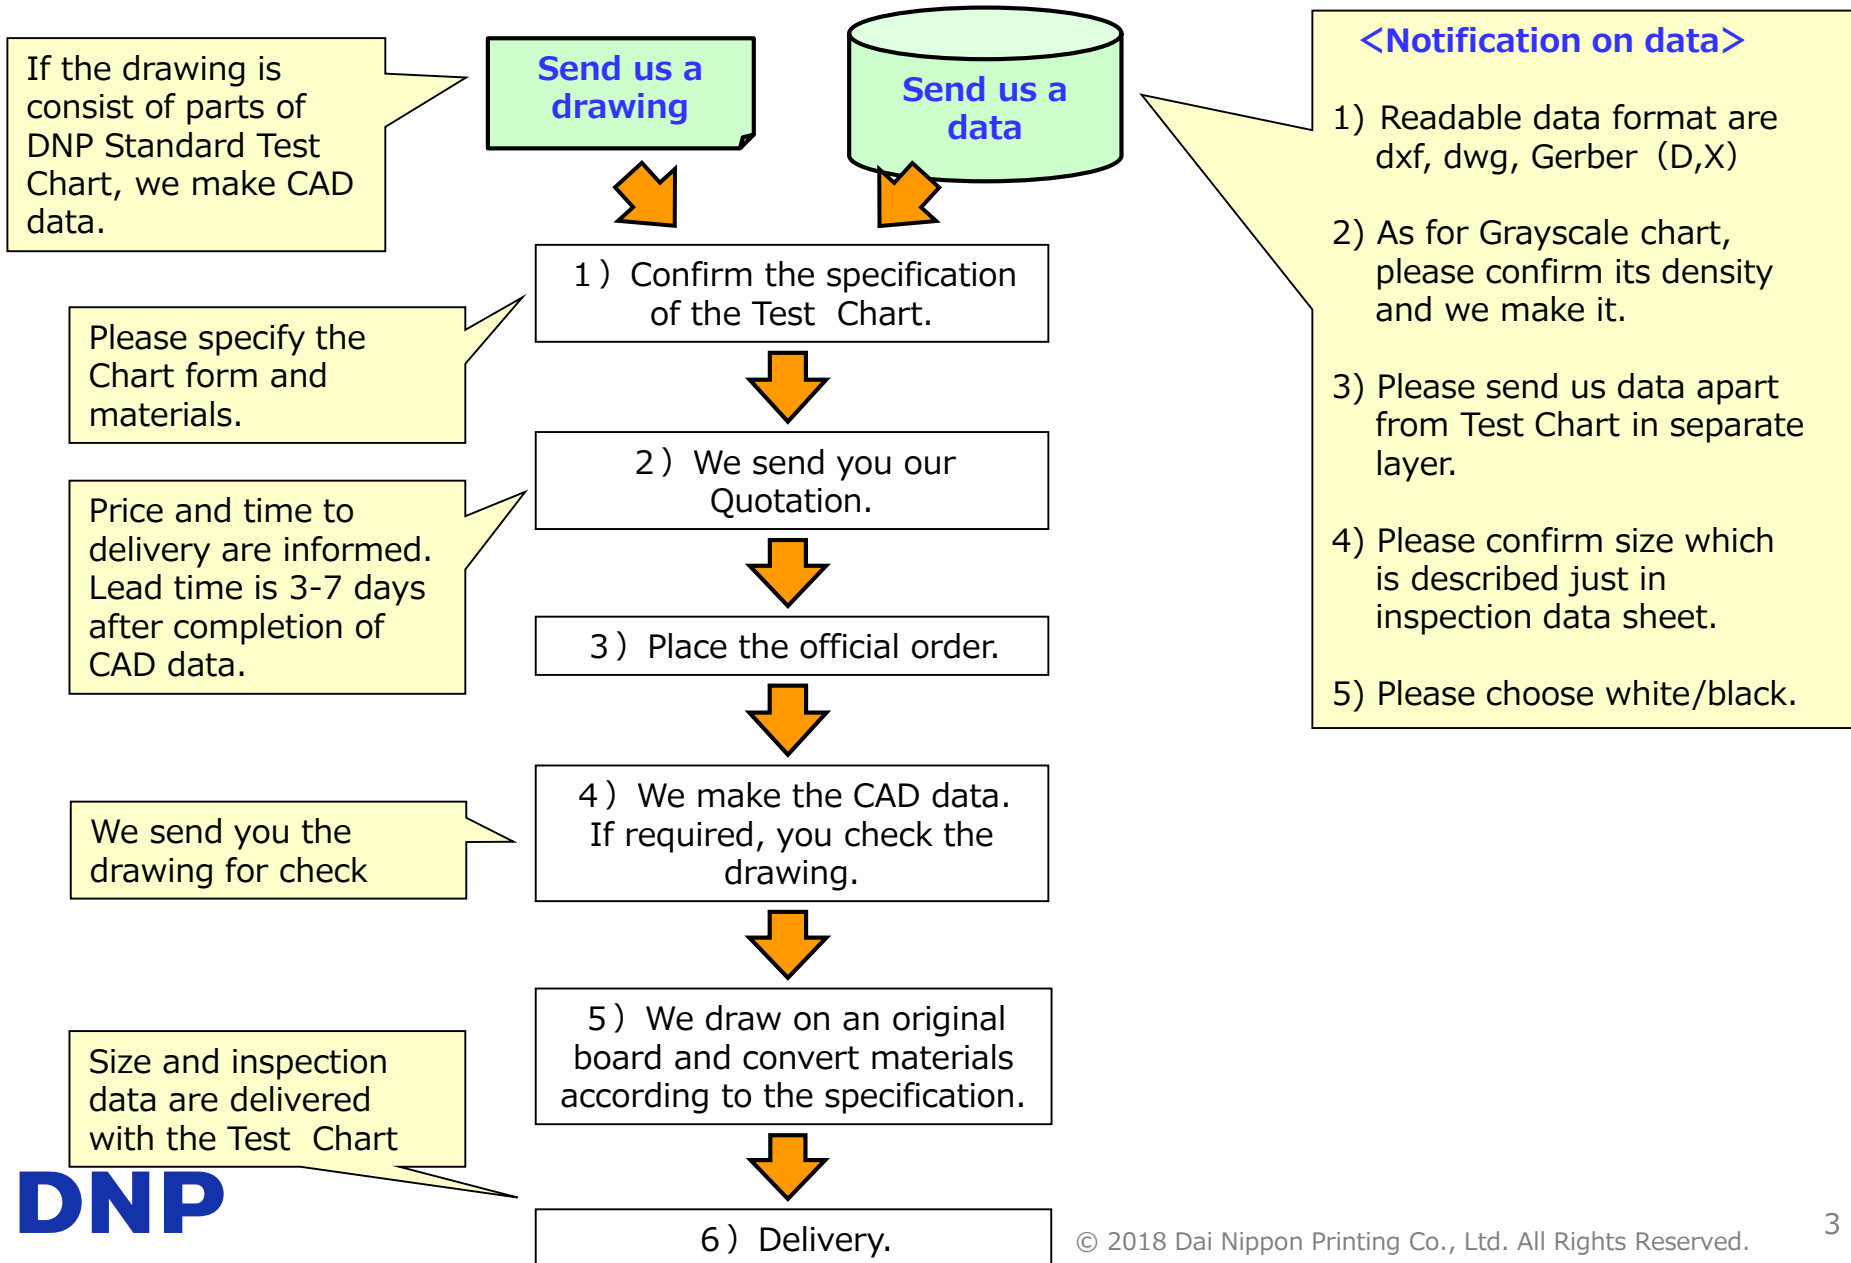 If the drawing is
consist of parts of
DNP Standard Test
Chart, we make CAD
data.
Send us a
drawing
Send us a
data
<Notification on data>
1) Readable data format are
dxf, dwg, Gerber（D,X）
2) As for Grayscale chart,
please confirm its density
and we make it.
3) Please send us data apart
from Test Chart in separate
layer.
4) Please confirm size which
is described just in
inspection data sheet.
5) Please choose white/black.
1）Confirm the specification
of the Test Chart.
Please specify the
Chart form and
materials.
2）We send you our
Quotation.
Price and time to
delivery are informed.
Lead time is 3-7 days
after completion of
CAD data.
3）Place the official order.
4）We make the CAD data.
If required, you check the
drawing.
We send you the
drawing for check
5）We draw on an original
board and convert materials
according to the specification.
Size and inspection
data are delivered
with the Test Chart
6）Delivery.
DNP
© 2018 Dai Nippon Printing Co., Ltd. All Rights Reserved.
3